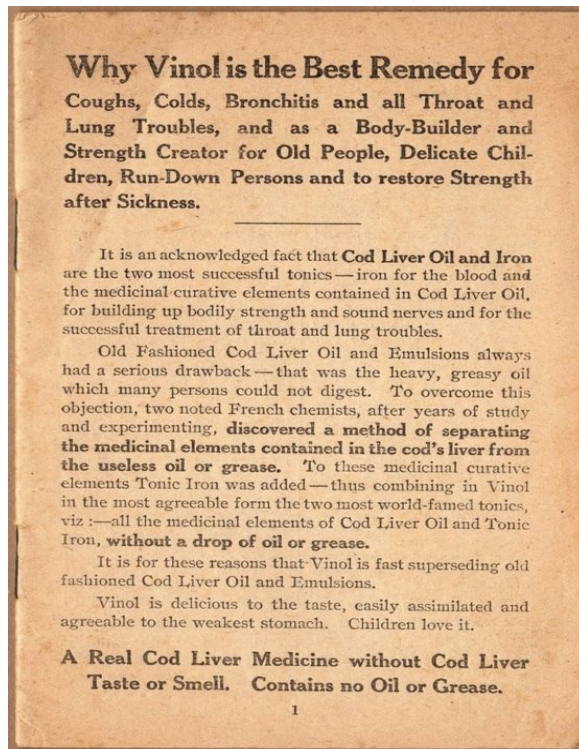 Why Vinol is the Best Remedy for
Coughs, Colds, Bronchitis and all Throat and
Lung Troubles, and as a Body-Builder and
Strength Creator for Old People, Delicate Chil-
dren, Run-Down Persons and to restore Strength
after Sickness.
It is an acknowledged fact that Cod Liver Oil and Iron
are the two most successful tonics—iron for the blood and
the medicinal curative elements contained in Cod Liver Oil,
for building up bodily strength and sound nerves and for the
successful treatment of throat and lung troubles.
Old Fashioned Cod Liver Oil and Emulsions always
had a serious drawback—that was the heavy, greasy oil
which many persons could not digest. To overcome this
objection, two noted French chemists, after years of study
and experimenting, discovered a method of separating
the medicinal elements contained in the cod's liver from
the useless oil or grease. To these medicinal curative
elements Tonic Iron was added—thus combining in Vinol
in the most agreeable form the two most world-famed tonics,
viz :—all the medicinal elements of Cod Liver Oil and Tonic
Iron, without a drop of oil or grease.
It is for these reasons that Vinol is fast superseding old
fashioned Cod Liver Oil and Emulsions.
Vinol is delicious to the taste, easily assimilated and
agreeable to the weakest stomach. Children love it.
A Real Cod Liver Medicine without Cod Liver
Taste or Smell. Contains no Oil or Grease.
1